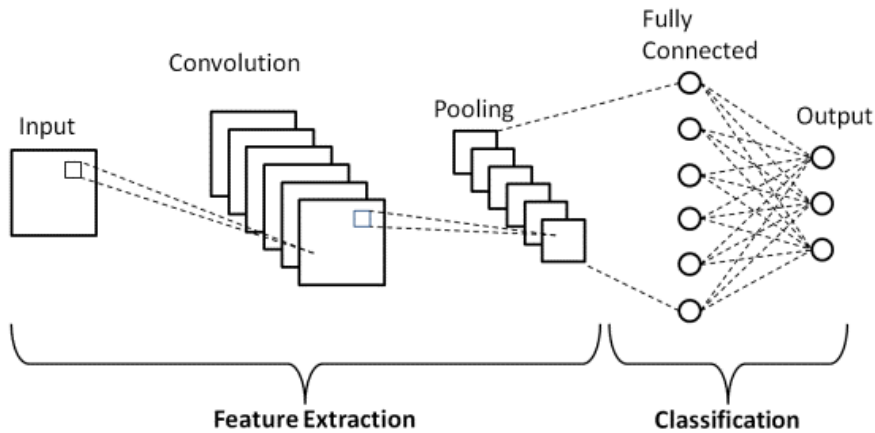 Input
Convolution
Pooling
Fully
Connected
Output
Feature Extraction
Classification